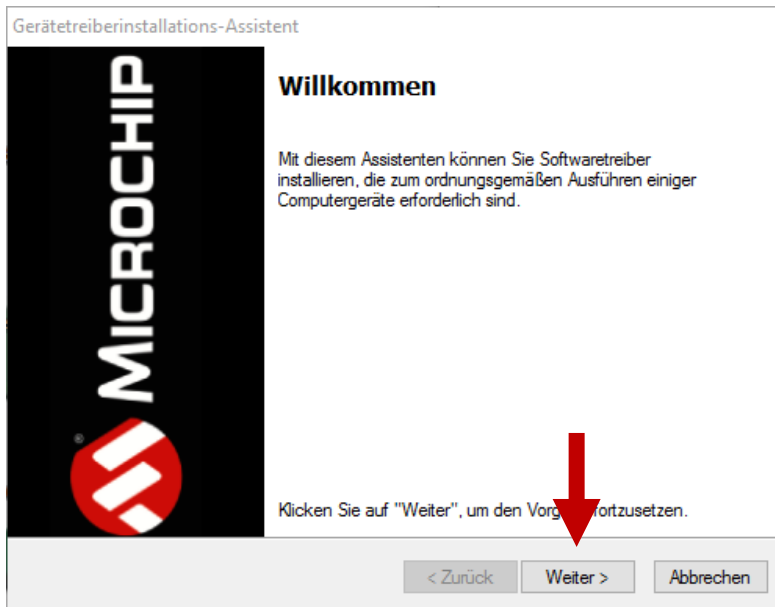 Gerätetreiberinstallations-Assistent
MICROCHIP
®
Willkommen
Mit diesem Assistenten können Sie Softwaretreiber
installieren, die zum ordnungsgemäßen Ausführen einiger
Computergeräte erforderlich sind.
Klicken Sie auf "Weiter", um den fortzusetzen.
< Zurück
Weiter >
Abbrechen